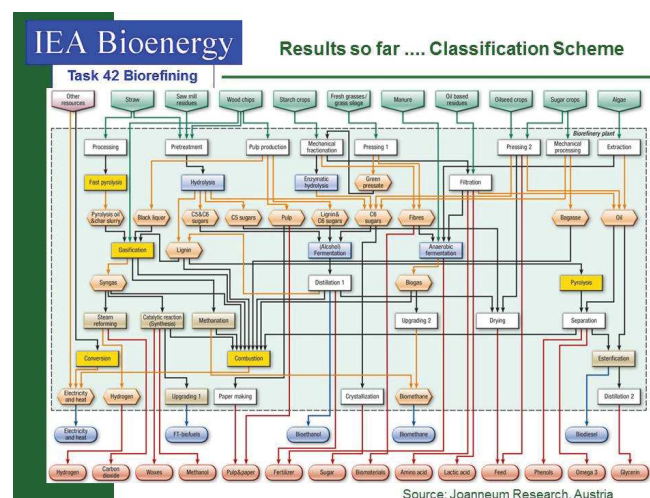 IEA Bioenergy
Results so far .... Classification Scheme
Task 42 Biorefining
Other
resources
Straw
Saw mill
residues
Wood chips
Starch crops
Fresh grasses/
grass silage
Manure
Oil based
residues
Oilseed crops
Sugar crops
Algae
Biorefinery plant
Processing
Pretreatment
Pulp production
Mechanical
fractionation
Pressing 1
Pressing 2
Mechanical
processing
Extraction
Fast pyrolysis
Hydrolysis
Enzymatic
hydrolysis
Green
pressate
Filtration
Pyrolysis oil
&char slurry
Black liquor
C5&C6
sugars
C5 sugars
Pulp
Lignin&
C6 sugars
C6
sugars
Fibres
Bagasse
Oil
Gasification
Lignin
(Alcohol)
Fermentation
Anaerobic
fermentation
Syngas
Distillation 1
Biogas
Pyrolysis
Steam
reforming
Catalytic reaction
(Synthesis)
Methanation
Upgrading 2
Drying
Separation
Conversion
Combustion
Esterification
Electricity
and heat
Hydrogen
Upgrading 1
Paper making
Crystallization
Biomethane
Distillation 2
Electricity
and heat
FT-biofuels
Bioethanol
Biomethane
Biodiesel
Hydrogen
Carbon
dioxide
Waxes
Methanol
Pulp&paper
Fertilizer
Sugar
Biomaterials
Amino acid
Lactic acid
Feed
Phenols
Omega 3
Glycerin
Source: Joanneum Research, Austria